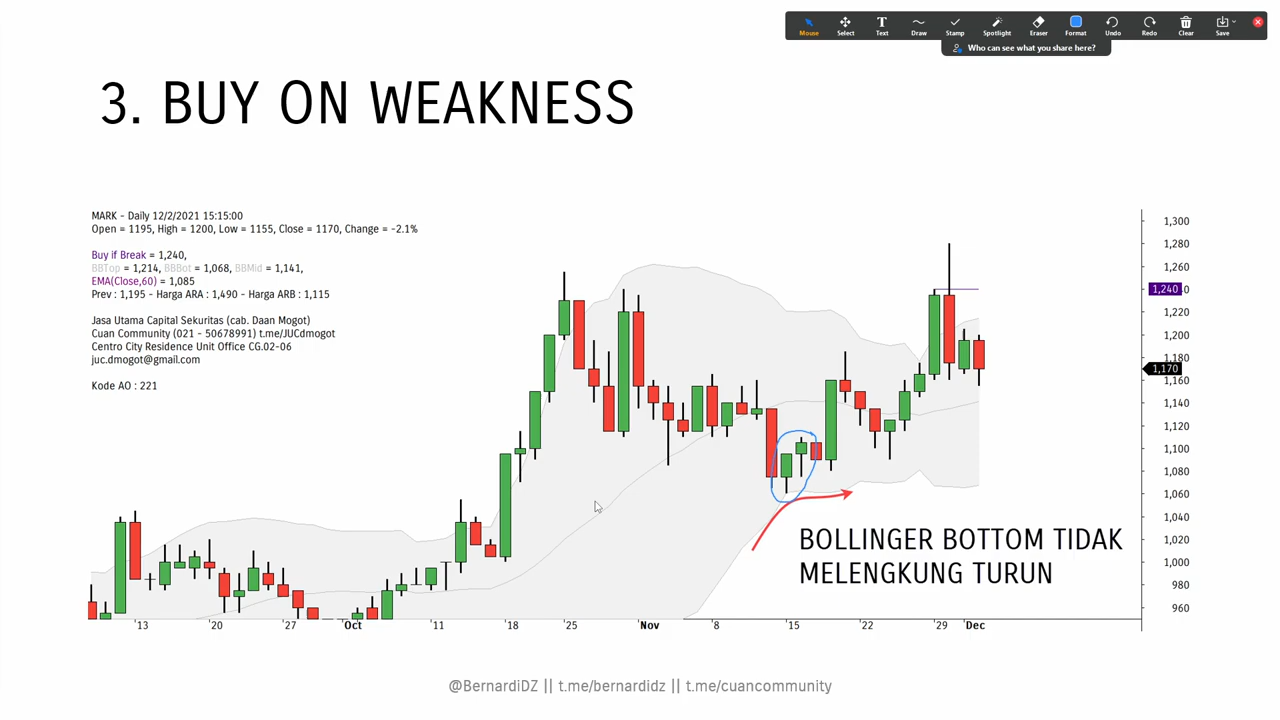 Mouse Select Text Draw Stamp Spotlight Eraser Format Undo Redo Clear Save
Who can see what you share here?
3. BUY ON WEAKNESS
MARK - Daily 12/2/2021 15:15:00
Open = 1195, High = 1200, Low = 1155, Close = 1170, Change = -2.1%
Buy if Break = 1,240,
BBTop = 1,214, BBBot = 1,068, BBMid = 1,141,
EMA(Close,60) = 1,085
Prev : 1,195 - Harga ARA : 1,490 - Harga ARB : 1,115
Jasa Utama Capital Sekuritas (cab. Daan Mogot)
Cuan Community (021 - 50678991) t.me/JUCdmogot
Centro City Residence Unit Office CG.02-06
juc.dmogot@gmail.com
Kode AO : 221
1,300
1,280
1,260
1,240
1,220
1,200
1,180
1,170
1,160
1,140
1,120
1,100
1,080
1,060
1,040
1,020
1,000
980
960
BOLLINGER BOTTOM TIDAK
MELENGKUNG TURUN
13 20 27 Oct 11 18 25 Nov 8 15 22 29 Dec
@BernardiDZ || t.me/bernardidz || t.me/cuancommunity